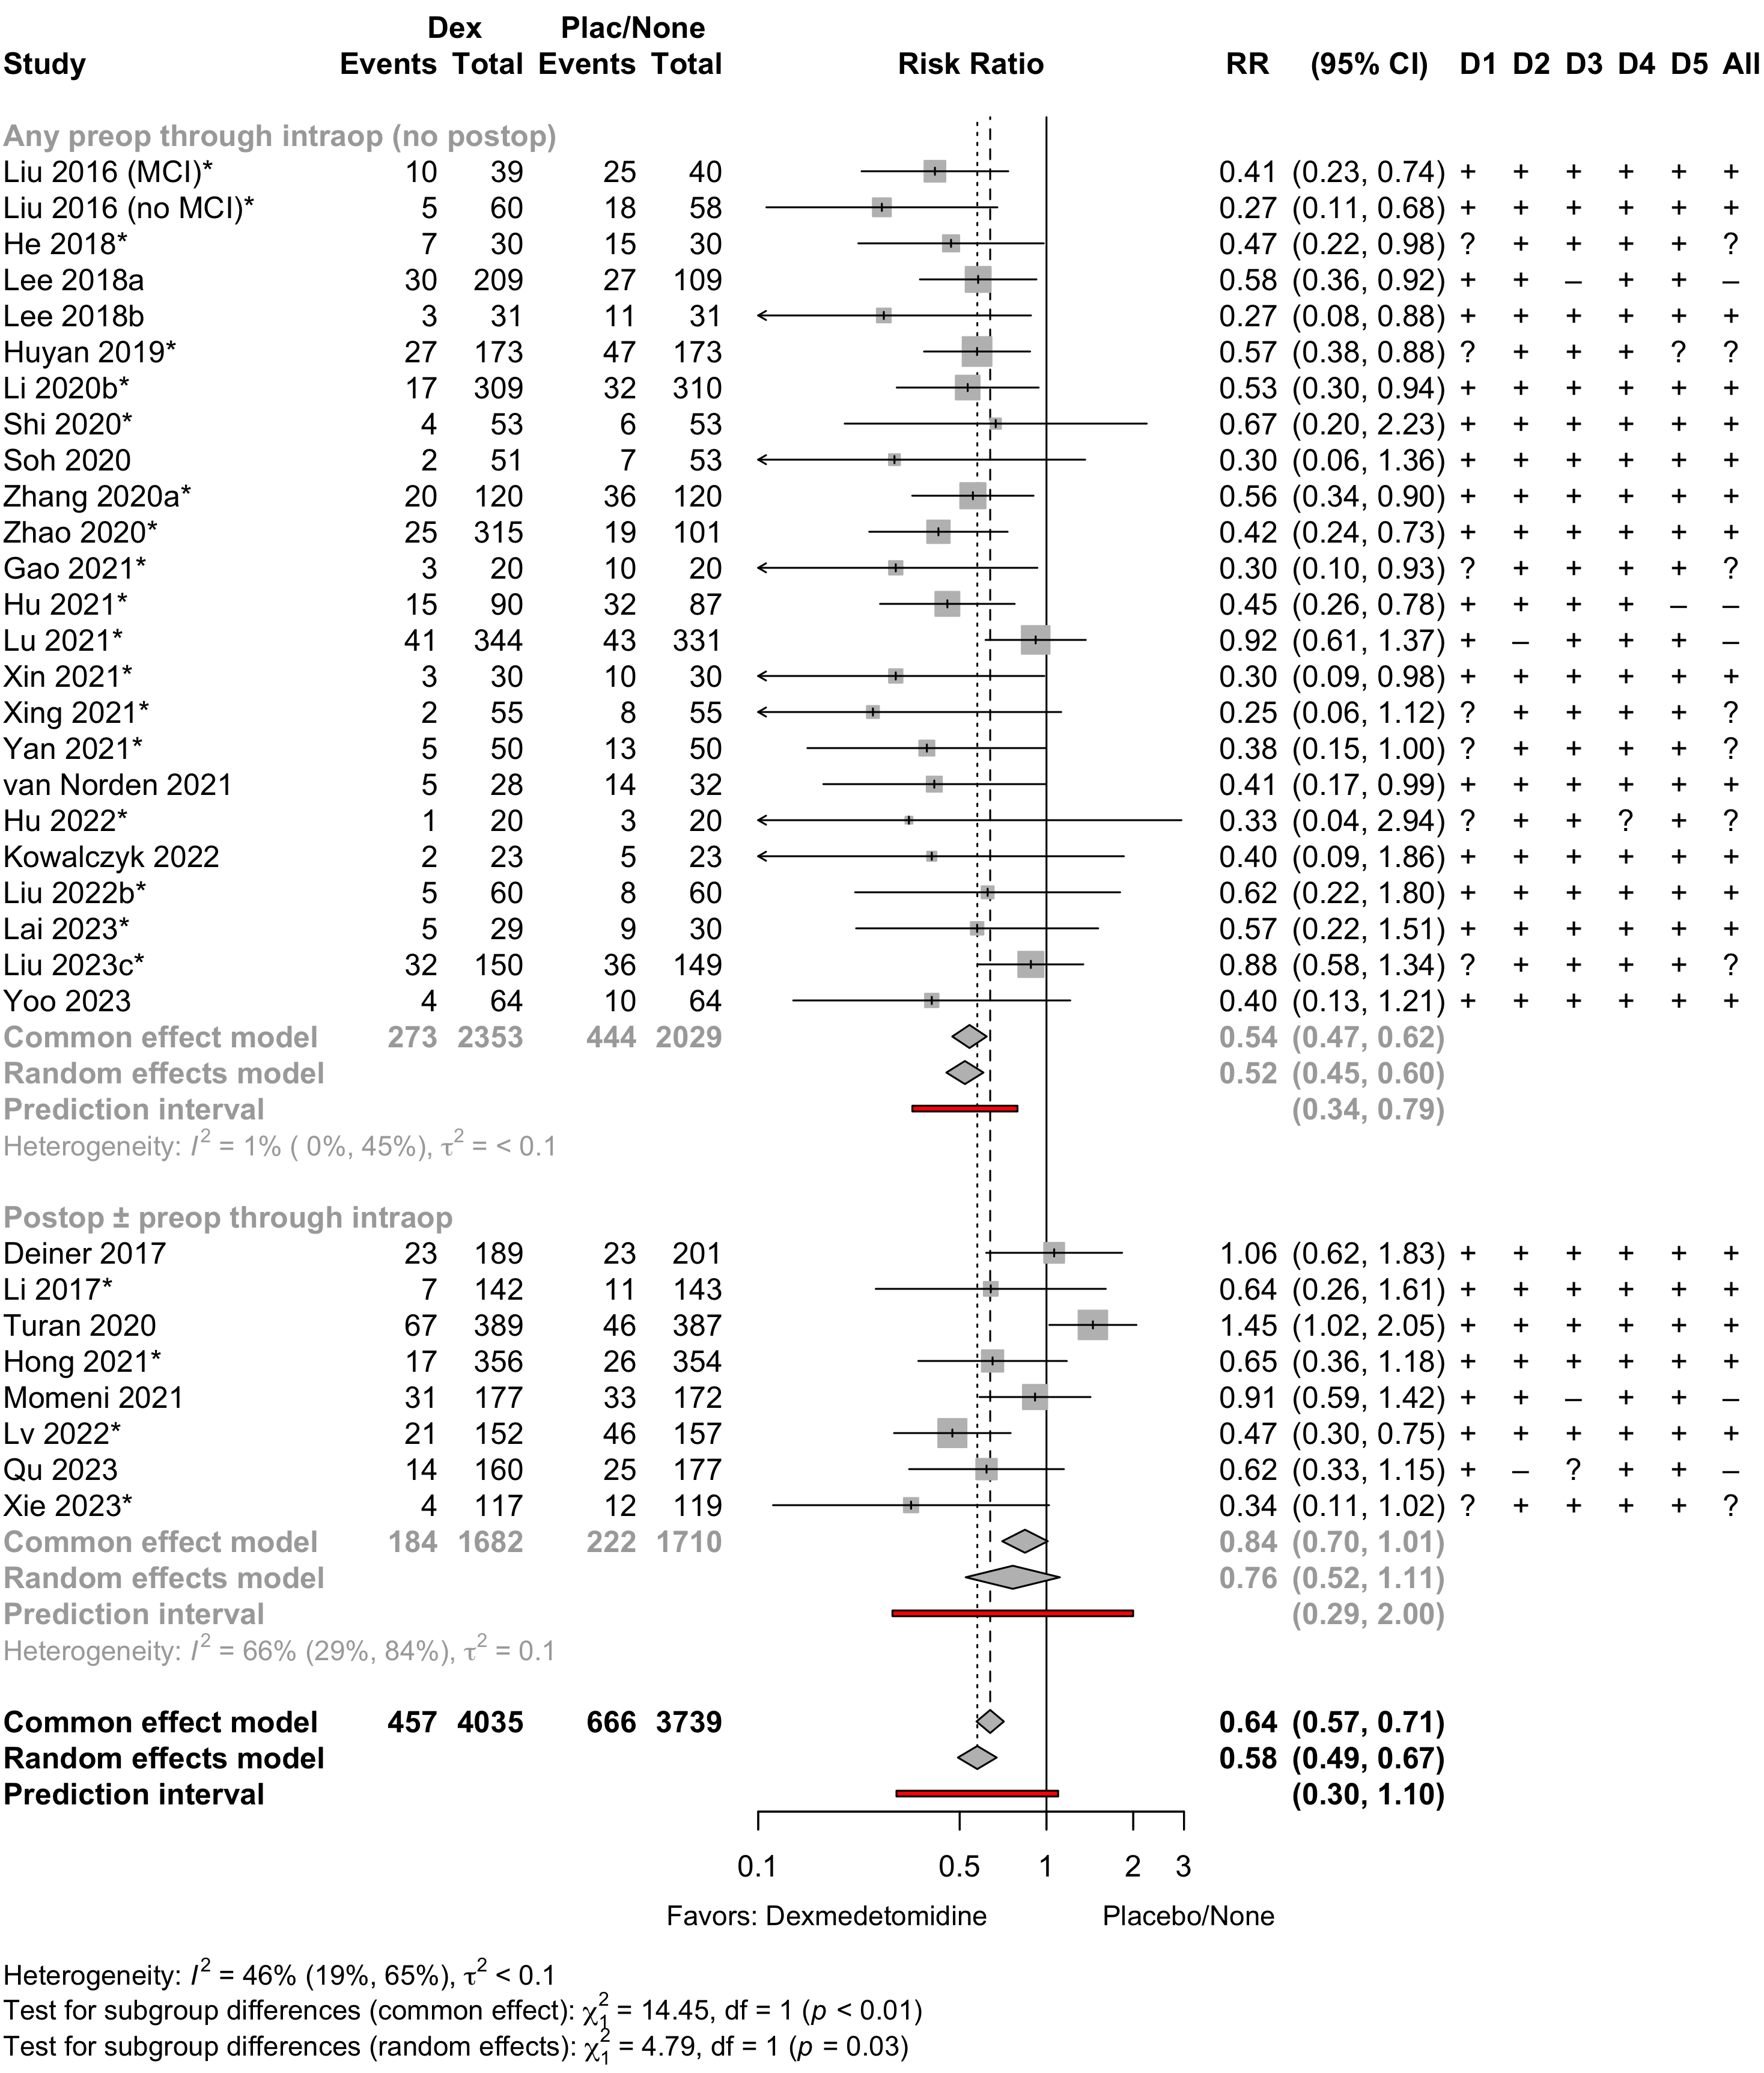 Dex Plac/None
Study Events Total Events Total Risk Ratio RR (95% CI) D1 D2 D3 D4 D5 All
Any preop through intraop (no postop)
Liu 2016 (MCI)* 10 39 25 40 0.41 (0.23, 0.74) + + + + + +
Liu 2016 (no MCI)* 5 60 18 58 0.27 (0.11, 0.68) + + + + + +
He 2018* 7 30 15 30 0.47 (0.22, 0.98) ? + + + + ?
Lee 2018a 30 209 27 109 0.58 (0.36, 0.92) + + – + + –
Lee 2018b 3 31 11 31 0.27 (0.08, 0.88) + + + + + +
Huyan 2019* 27 173 47 173 0.57 (0.38, 0.88) ? + + + ? ?
Li 2020b* 17 309 32 310 0.53 (0.30, 0.94) + + + + + +
Shi 2020* 4 53 6 53 0.67 (0.20, 2.23) + + + + + +
Soh 2020 2 51 7 53 0.30 (0.06, 1.36) + + + + + +
Zhang 2020a* 20 120 36 120 0.56 (0.34, 0.90) + + + + + +
Zhao 2020* 25 315 19 101 0.42 (0.24, 0.73) + + + + + +
Gao 2021* 3 20 10 20 0.30 (0.10, 0.93) ? + + + + ?
Hu 2021* 15 90 32 87 0.45 (0.26, 0.78) + + + + – –
Lu 2021* 41 344 43 331 0.92 (0.61, 1.37) + – + + + –
Xin 2021* 3 30 10 30 0.30 (0.09, 0.98) + + + + + +
Xing 2021* 2 55 8 55 0.25 (0.06, 1.12) ? + + + + ?
Yan 2021* 5 50 13 50 0.38 (0.15, 1.00) ? + + + + ?
van Norden 2021 5 28 14 32 0.41 (0.17, 0.99) + + + + + +
Hu 2022* 1 20 3 20 0.33 (0.04, 2.94) ? + + ? + ?
Kowalczyk 2022 2 23 5 23 0.40 (0.09, 1.86) + + + + + +
Liu 2022b* 5 60 8 60 0.62 (0.22, 1.80) + + + + + +
Lai 2023* 5 29 9 30 0.57 (0.22, 1.51) + + + + + +
Liu 2023c* 32 150 36 149 0.88 (0.58, 1.34) ? + + + + ?
Yoo 2023 4 64 10 64 0.40 (0.13, 1.21) + + + + + +
Common effect model 273 2353 444 2029 0.54 (0.47, 0.62)
Random effects model 0.52 (0.45, 0.60)
Prediction interval (0.34, 0.79)
Heterogeneity: I² = 1% ( 0%, 45%), τ² = < 0.1
Postop ± preop through intraop
Deiner 2017 23 189 23 201 1.06 (0.62, 1.83) + + + + + +
Li 2017* 7 142 11 143 0.64 (0.26, 1.61) + + + + + +
Turan 2020 67 389 46 387 1.45 (1.02, 2.05) + + + + + +
Hong 2021* 17 356 26 354 0.65 (0.36, 1.18) + + + + + +
Momeni 2021 31 177 33 172 0.91 (0.59, 1.42) + + – + + –
Lv 2022* 21 152 46 157 0.47 (0.30, 0.75) + + + + + +
Qu 2023 14 160 25 177 0.62 (0.33, 1.15) + – ? + + –
Xie 2023* 4 117 12 119 0.34 (0.11, 1.02) ? + + + + ?
Common effect model 184 1682 222 1710 0.84 (0.70, 1.01)
Random effects model 0.76 (0.52, 1.11)
Prediction interval (0.29, 2.00)
Heterogeneity: I² = 66% (29%, 84%), τ² = 0.1
Common effect model 457 4035 666 3739 0.64 (0.57, 0.71)
Random effects model 0.58 (0.49, 0.67)
Prediction interval (0.30, 1.10)
0.1 0.5 1 2 3
Favors: Dexmedetomidine Placebo/None
Heterogeneity: I² = 46% (19%, 65%), τ² < 0.1
Test for subgroup differences (common effect): χ₁² = 14.45, df = 1 (p < 0.01)
Test for subgroup differences (random effects): χ₁² = 4.79, df = 1 (p = 0.03)